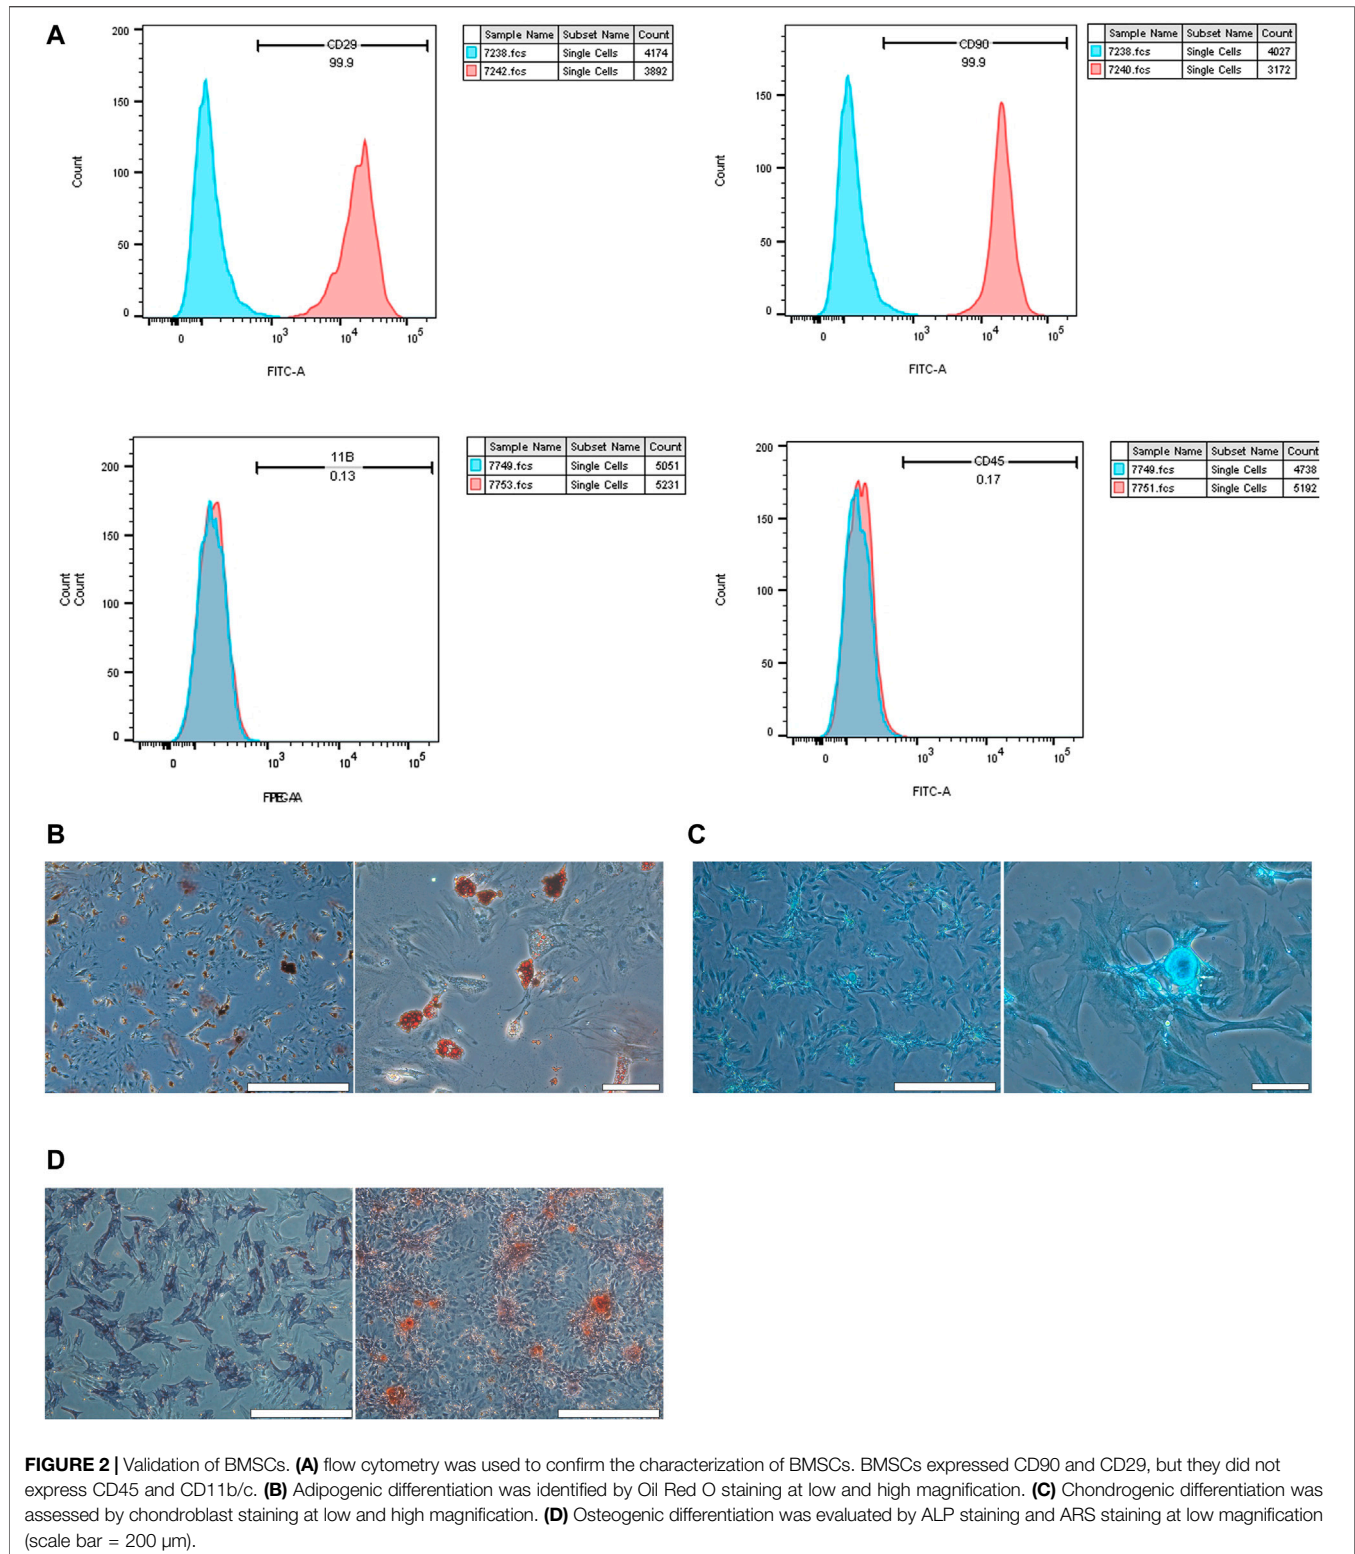 A
200
150
100
50
0
Count
CD29
99.9
0 10³ 10⁴ 10⁵
FITC-A
Sample Name Subset Name Count
7238.fcs Single Cells 4174
7242.fcs Single Cells 3892
150
100
50
0
Count
CD90
99.9
0 10³ 10⁴ 10⁵
FITC-A
Sample Name Subset Name Count
7238.fcs Single Cells 4027
7240.fcs Single Cells 3172
200
150
100
50
0
Count
Count
11B
0.13
0 10³ 10⁴ 10⁵
Sample Name Subset Name Count
7749.fcs Single Cells 5051
7753.fcs Single Cells 5231
200
150
100
50
0
Count
CD45
0.17
0 10³ 10⁴ 10⁵
FITC-A
Sample Name Subset Name Count
7749.fcs Single Cells 4738
7751.fcs Single Cells 5192
B
C
D
FIGURE 2 | Validation of BMSCs. (A) flow cytometry was used to confirm the characterization of BMSCs. BMSCs expressed CD90 and CD29, but they did not
express CD45 and CD11b/c. (B) Adipogenic differentiation was identified by Oil Red O staining at low and high magnification. (C) Chondrogenic differentiation was
assessed by chondroblast staining at low and high magnification. (D) Osteogenic differentiation was evaluated by ALP staining and ARS staining at low magnification
(scale bar = 200 µm).